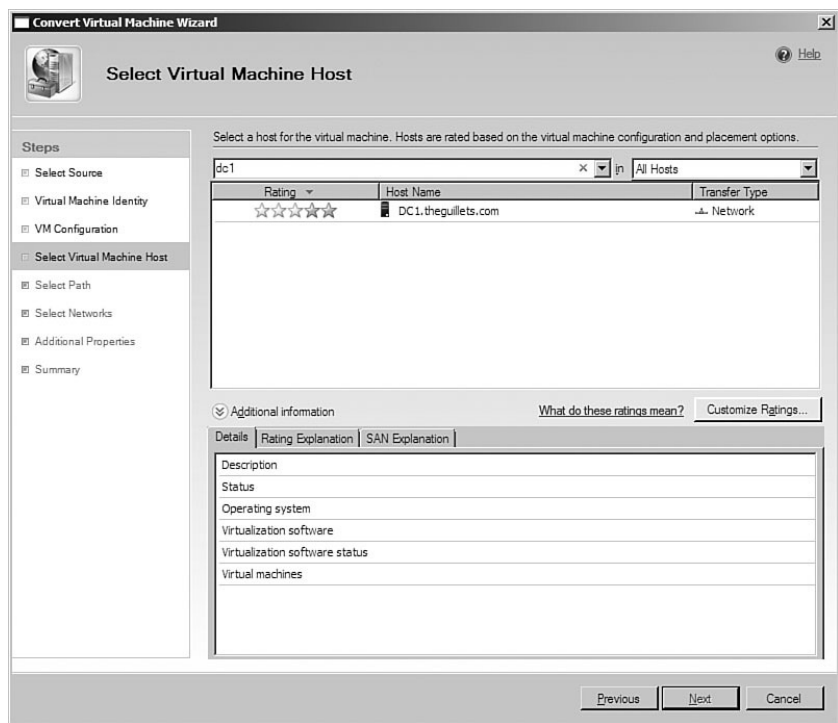 Convert Virtual Machine Wizard
Select Virtual Machine Host
Help
Steps
Select Source
Virtual Machine Identity
VM Configuration
Select Virtual Machine Host
Select Path
Select Networks
Additional Properties
Summary
Select a host for the virtual machine. Hosts are rated based on the virtual machine configuration and placement options.
dc1 in All Hosts
Rating Host Name Transfer Type
DC1.theguillets.com Network
Additional information What do these ratings mean? Customize Ratings...
Details Rating Explanation SAN Explanation
Description
Status
Operating system
Virtualization software
Virtualization software status
Virtual machines
Previous Next Cancel